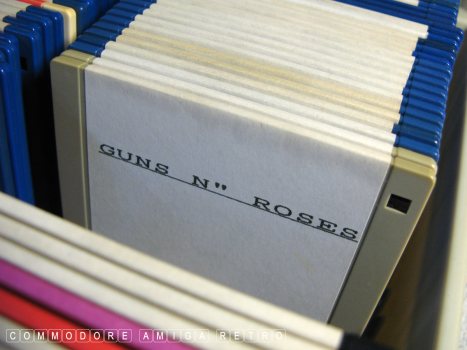 GUNS N" ROSES
COMMODORE AMIGA RETRO